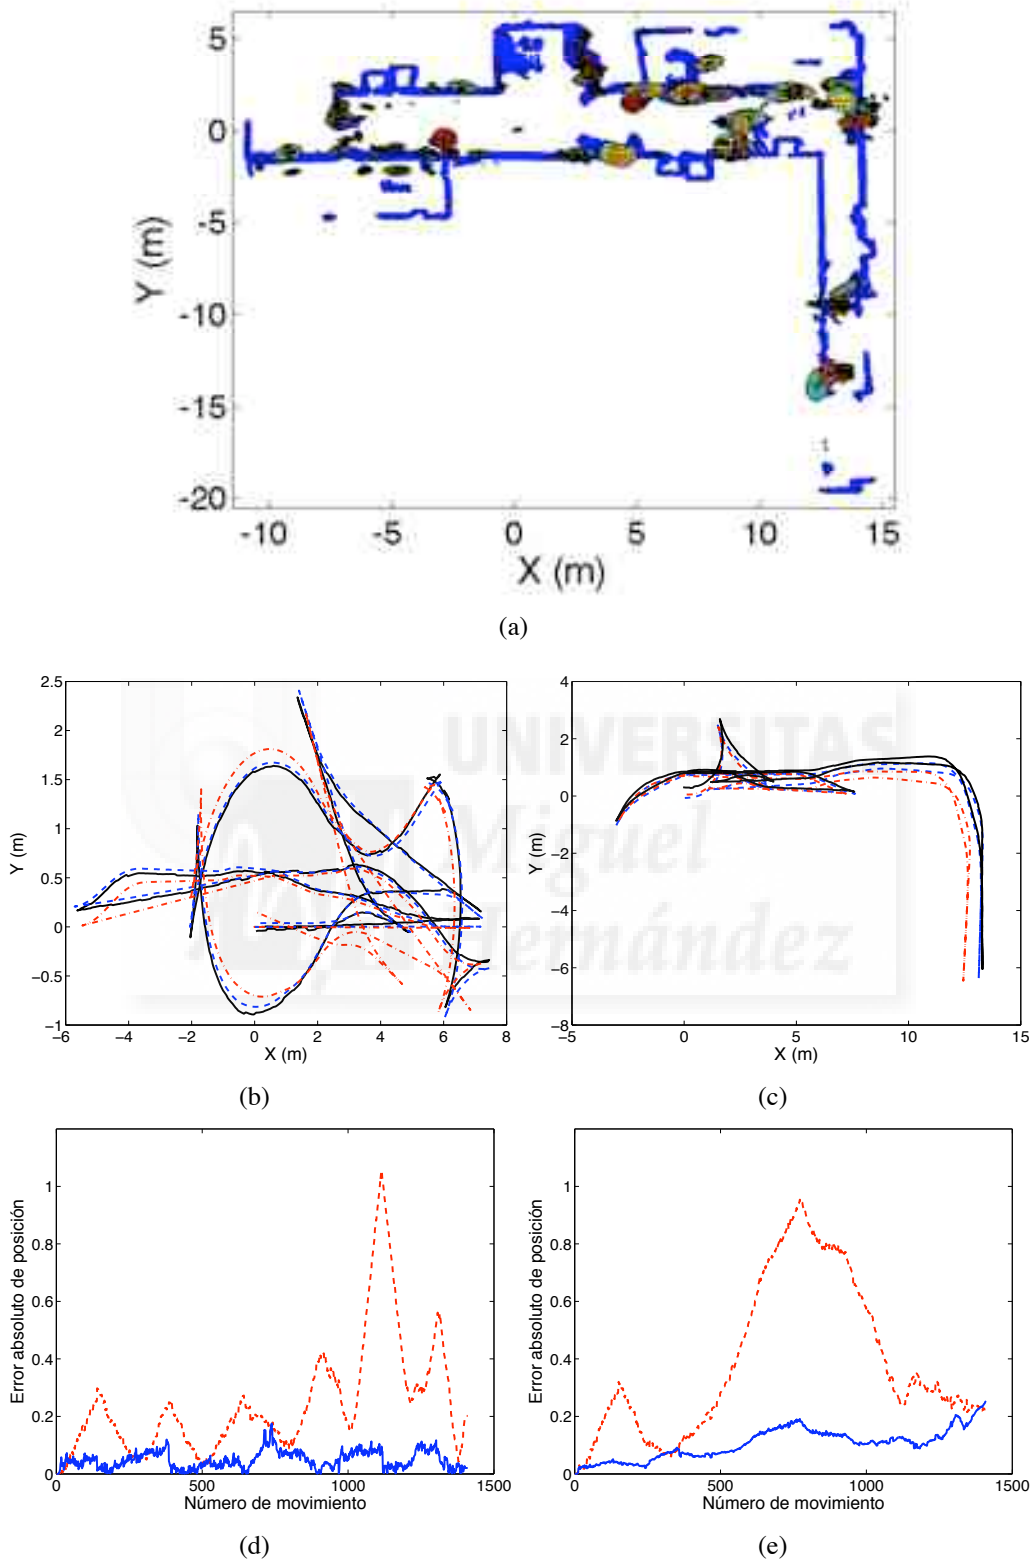 5
0
-5
-10
-15
-20
Y (m)
-10 -5 0 5 10 15
X (m)
(a)
2.5
2
1.5
1
0.5
0
−0.5
−1
Y (m)
−6 −4 −2 0 2 4 6 8
X (m)
(b)
4
2
0
−2
−4
−6
−8
Y (m)
−5 0 5 10 15
X (m)
(c)
UNIVERSITAS
Miguel
Hernández
1
0.8
0.6
0.4
0.2
0
Error absoluto de posición
0 500 1000 1500
Número de movimiento
(d)
1
0.8
0.6
0.4
0.2
0
Error absoluto de posición
0 500 1000 1500
Número de movimiento
(e)